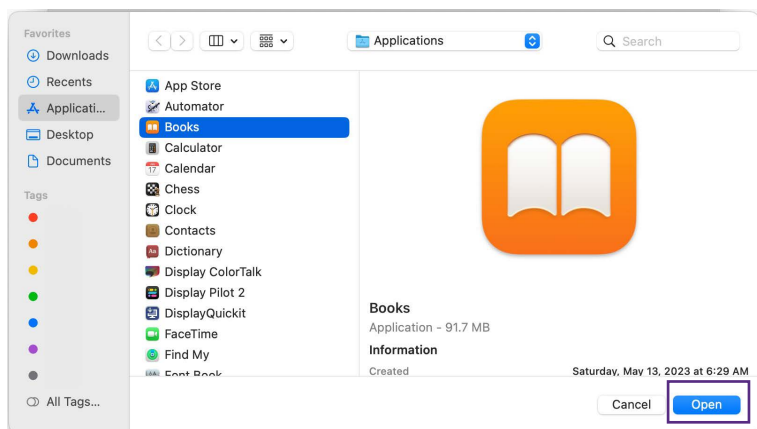 Favorites
Downloads
Recents
Applicati...
Desktop
Documents
Tags
All Tags...
Applications
Search
App Store
Automator
Books
Calculator
Calendar
Chess
Clock
Contacts
Dictionary
Display ColorTalk
Display Pilot 2
DisplayQuickit
FaceTime
Find My
Font Book
Books
Application - 91.7 MB
Information
Created Saturday, May 13, 2023 at 6:29 AM
Cancel Open